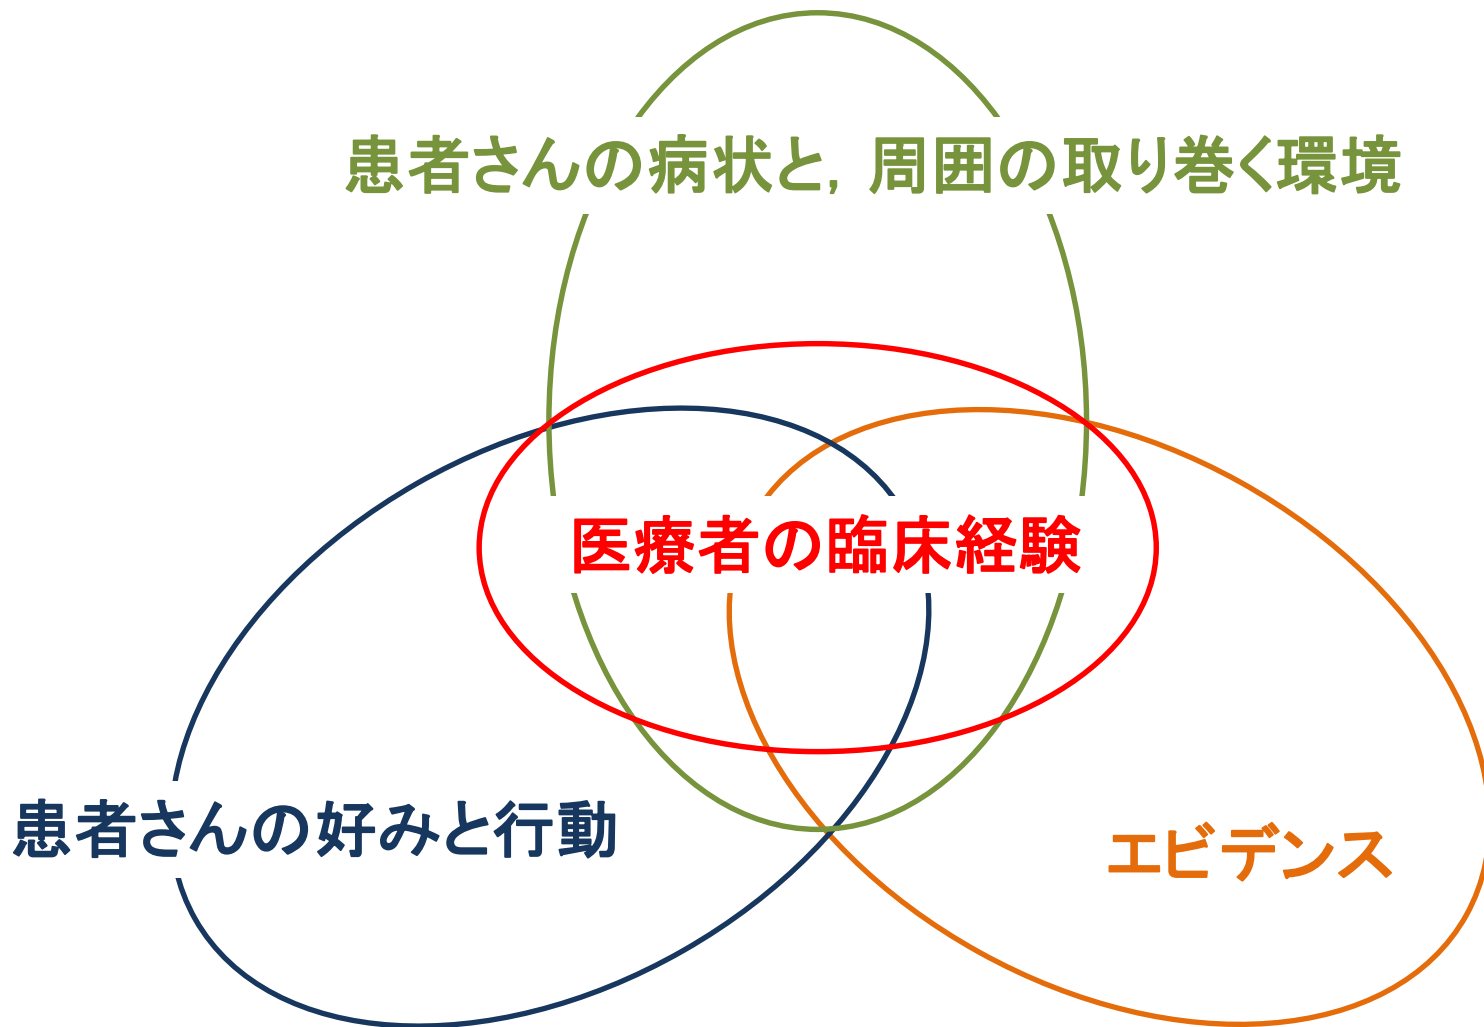 患者さんの病状と，周囲の取り巻く環境
医療者の臨床経験
患者さんの好みと行動
エビデンス